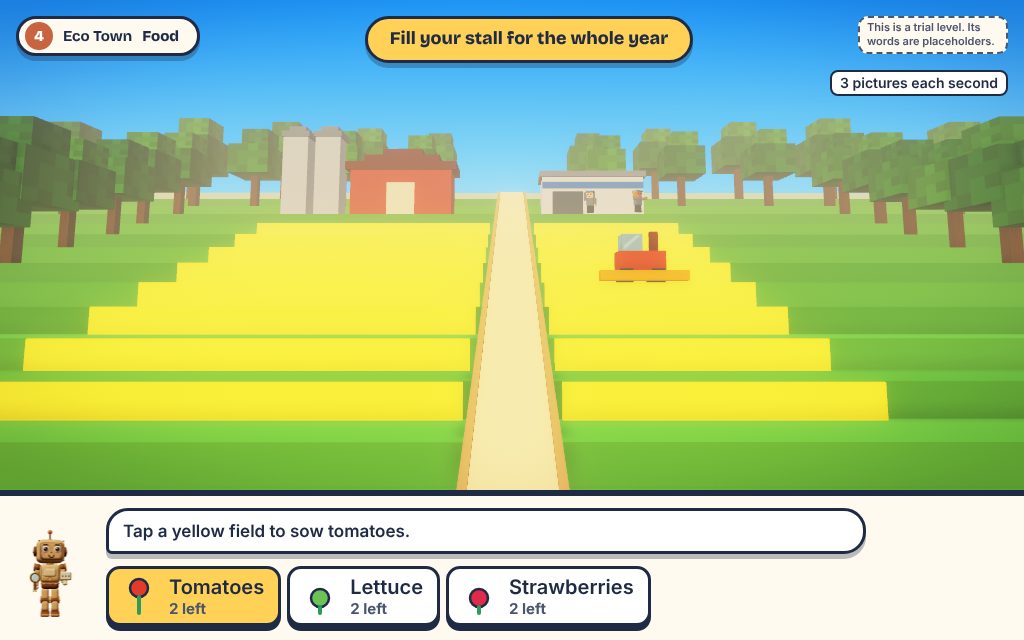 4 Eco Town Food
Fill your stall for the whole year
This is a trial level. Its
words are placeholders.
3 pictures each second
Tap a yellow field to sow tomatoes.
Tomatoes
2 left
Lettuce
2 left
Strawberries
2 left